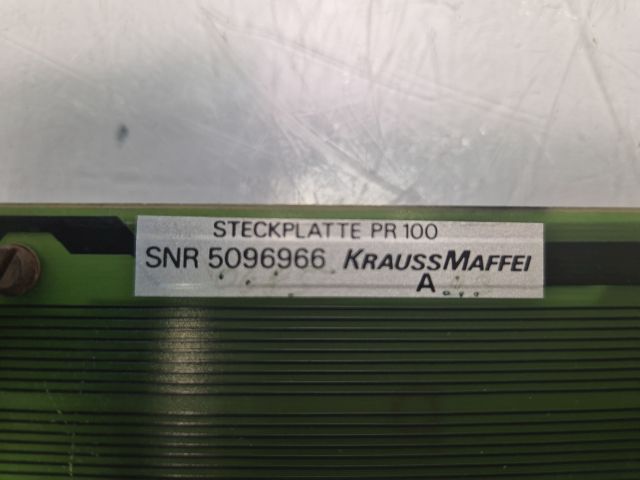 STECKPLATTE PR 100
SNR 5096966 KRAUSSMAFFEI
A